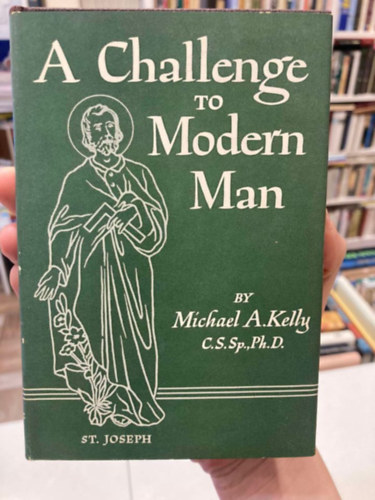 A Challenge
TO
Modern
Man
BY
Michael A. Kelly
C.S.Sp., Ph.D.
ST. JOSEPH